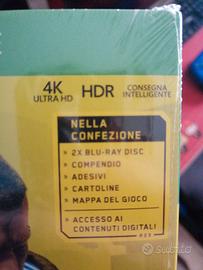 4K
ULTRA HD
HDR
CONSEGNA
INTELLIGENTE
NELLA
CONFEZIONE
» 2X BLU-RAY DISC
» COMPENDIO
» ADESIVI
» CARTOLINE
» MAPPA DEL GIOCO
» ACCESSO AI
CONTENUTI DIGITALI
Subito